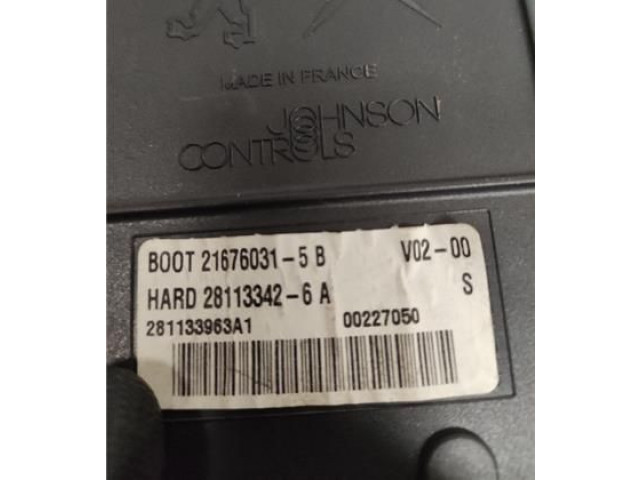 MADE IN FRANCE
JOHNSON
CONTROLS
BOOT 21676031-5 B V02-00
HARD 28113342-6 A S
281133963A1 00227050